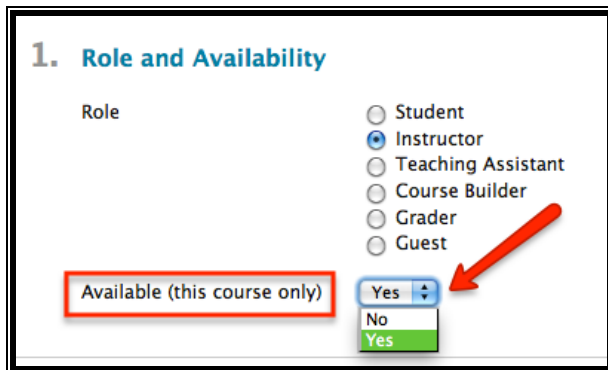 1. Role and Availability
Role
Student
Instructor
Teaching Assistant
Course Builder
Grader
Guest
Available (this course only)
Yes
No
Yes